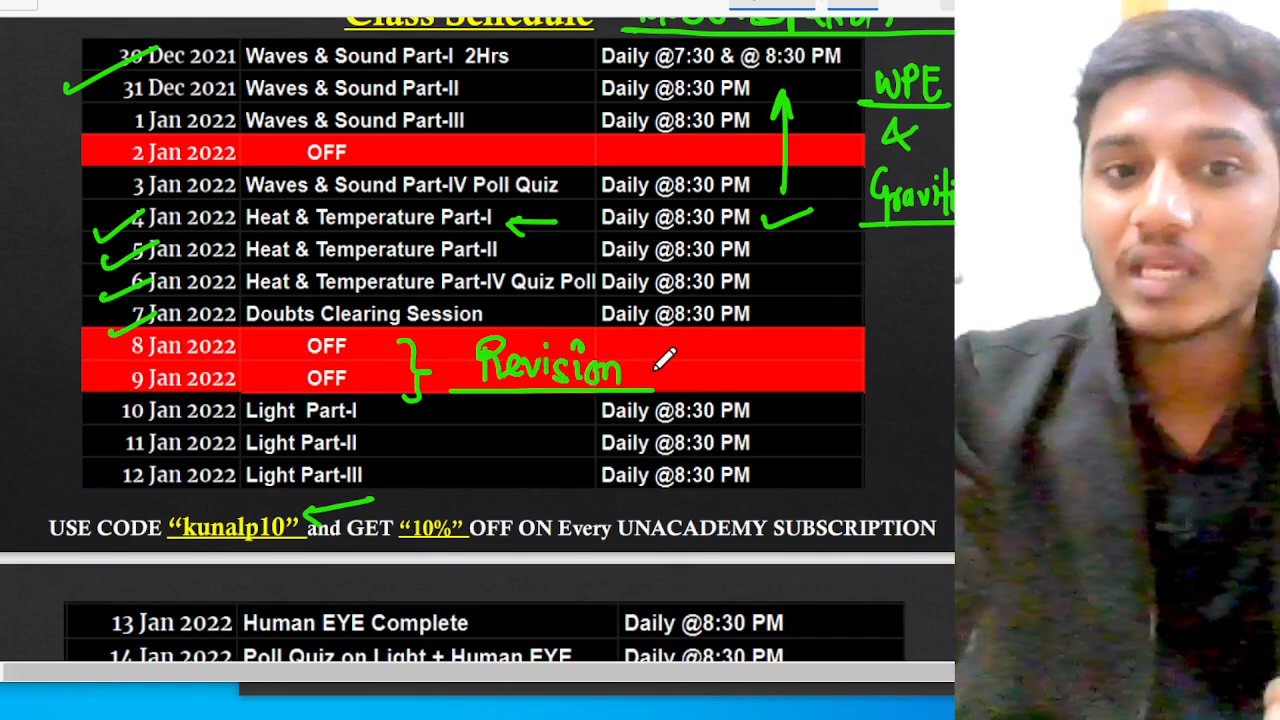 Class Schedule
30 Dec 2021 Waves & Sound Part-I 2Hrs Daily @7:30 & @ 8:30 PM
31 Dec 2021 Waves & Sound Part-II Daily @8:30 PM
WPE
1 Jan 2022 Waves & Sound Part-III Daily @8:30 PM
&
2 Jan 2022 OFF
3 Jan 2022 Waves & Sound Part-IV Poll Quiz Daily @8:30 PM
4 Jan 2022 Heat & Temperature Part-I Daily @8:30 PM
5 Jan 2022 Heat & Temperature Part-II Daily @8:30 PM
6 Jan 2022 Heat & Temperature Part-IV Quiz Poll Daily @8:30 PM
7 Jan 2022 Doubts Clearing Session Daily @8:30 PM
8 Jan 2022 OFF
Revision
9 Jan 2022 OFF
10 Jan 2022 Light Part-I Daily @8:30 PM
11 Jan 2022 Light Part-II Daily @8:30 PM
12 Jan 2022 Light Part-III Daily @8:30 PM
USE CODE “kunalp10” and GET “10%” OFF ON Every UNACADEMY SUBSCRIPTION
13 Jan 2022 Human EYE Complete Daily @8:30 PM
14 Jan 2022 Poll Quiz on Light + Human EYE Daily @8:30 PM